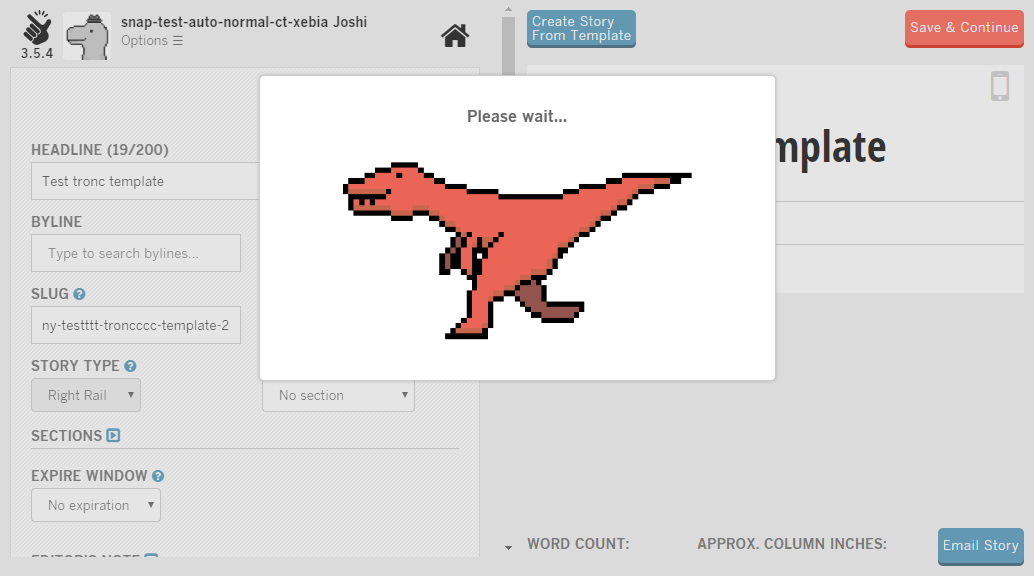 snap-test-auto-normal-ct-xebia Joshi
Options ☰
3.5.4
Create Story
From Template
Save & Continue
Please wait...
mplate
HEADLINE (19/200)
Test tronc template
BYLINE
Type to search bylines...
SLUG
ny-testttt-troncccc-template-2
STORY TYPE
Right Rail
No section
SECTIONS
EXPIRE WINDOW
No expiration
WORD COUNT:
APPROX. COLUMN INCHES:
Email Story